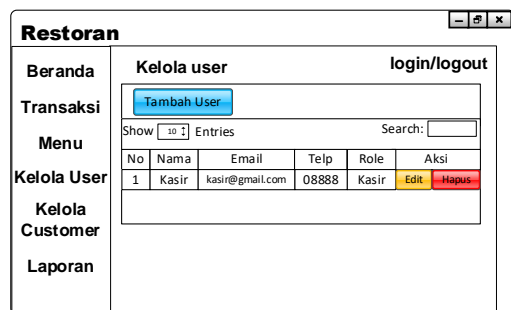 Restoran
Beranda
Transaksi
Menu
Kelola User
Kelola
Customer
Laporan
Kelola user
login/logout
Tambah User
Show 10 Entries
Search:
No Nama Email Telp Role Aksi
1 Kasir kasir@gmail.com 08888 Kasir Edit Hapus